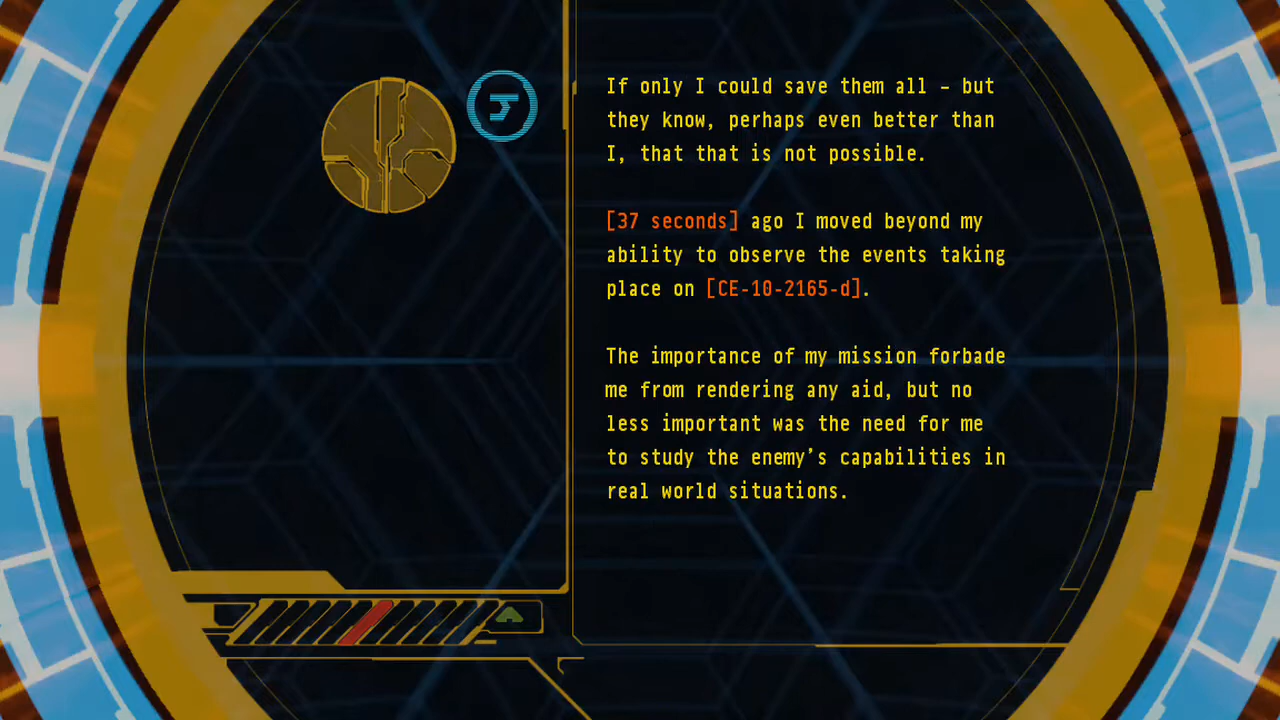 If only I could save them all – but
they know, perhaps even better than
I, that that is not possible.
[37 seconds] ago I moved beyond my
ability to observe the events taking
place on [CE-10-2165-d].
The importance of my mission forbade
me from rendering any aid, but no
less important was the need for me
to study the enemy's capabilities in
real world situations.